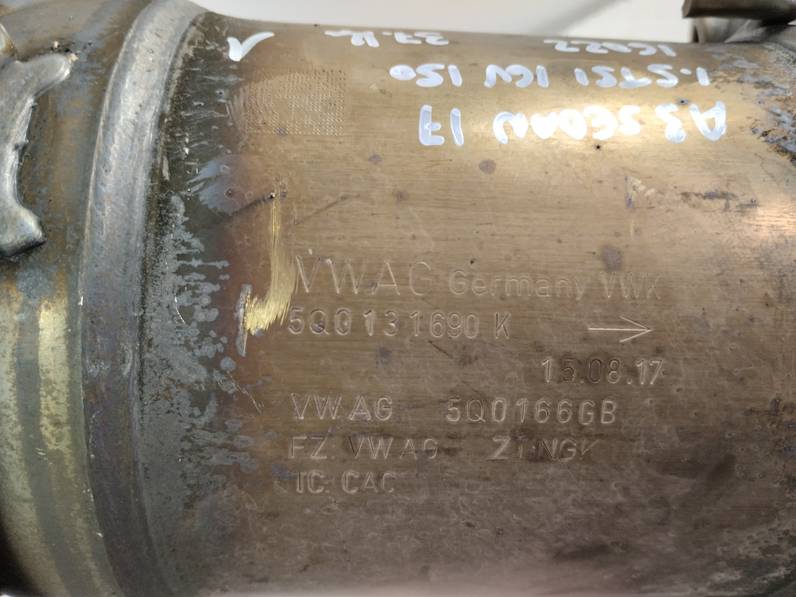 VWAG Germany VWK
5Q0131690 K
15.08.17
VWAG 5Q0166GB
FZ. VWAG
TC: CAC
A3 SEDAN 17
1.5TSI 16V 150